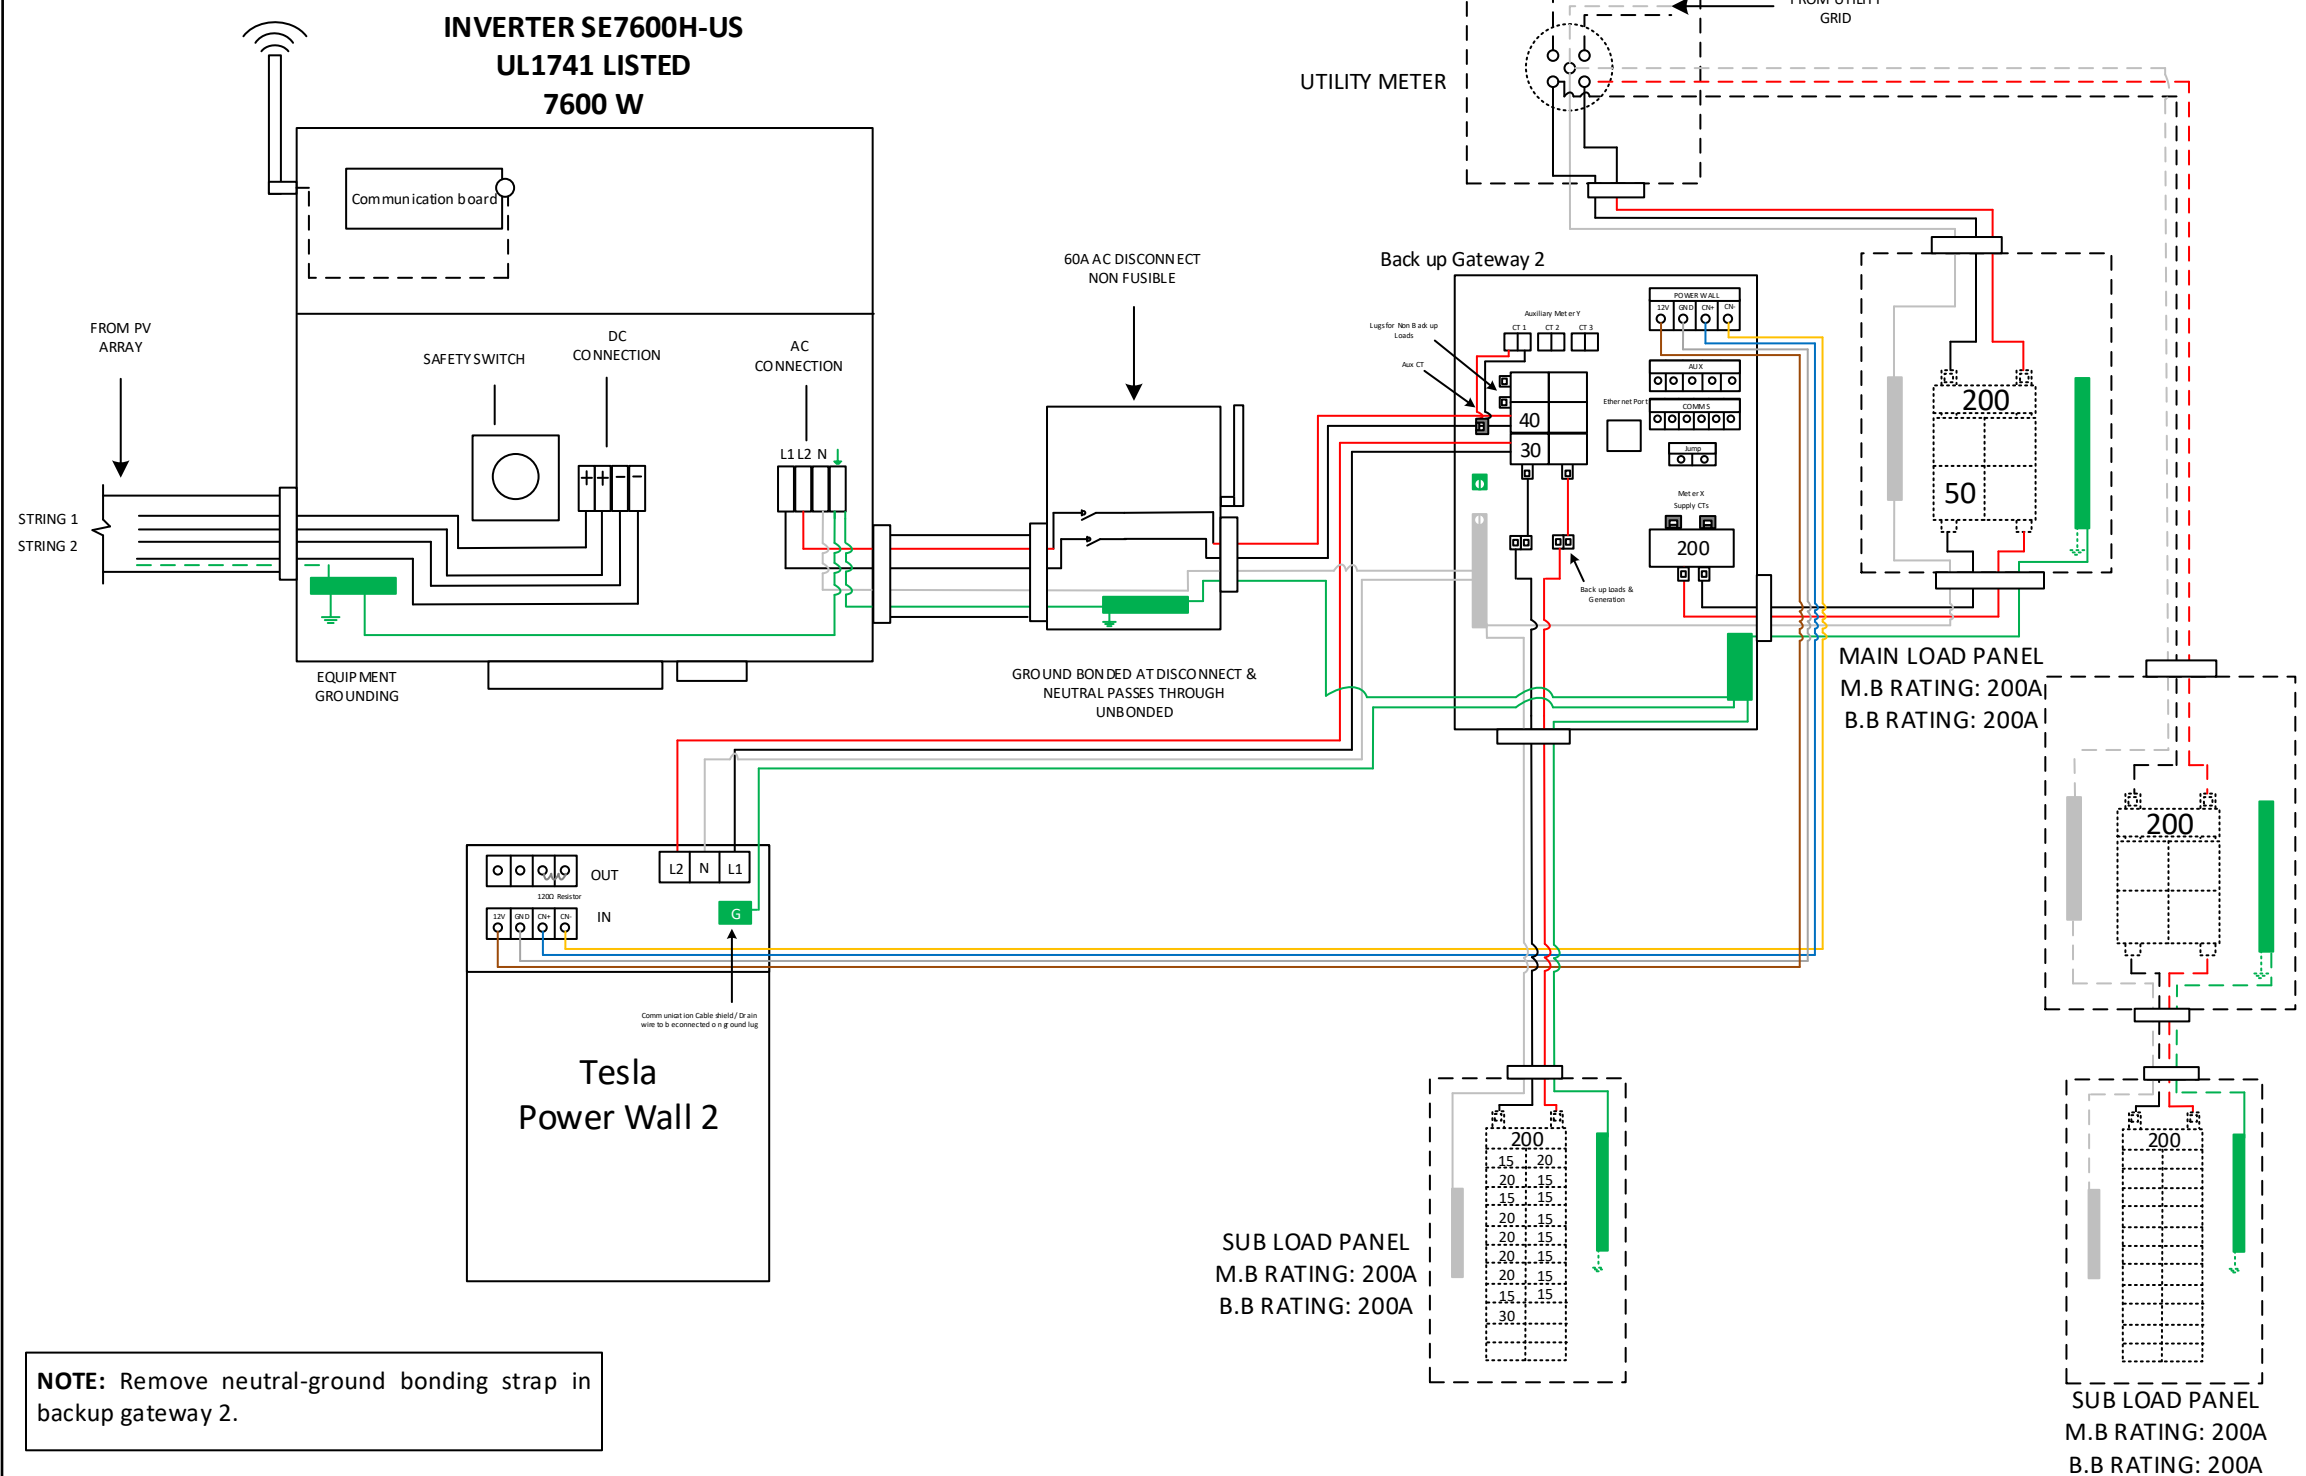 INVERTER SE7600H-US
UL1741 LISTED
7600 W
Communication board
FROM PV
ARRAY
SAFETY SWITCH
DC
CONNECTION
AC
CONNECTION
L1 L2 N
+ + − −
STRING 1
STRING 2
EQUIPMENT
GROUNDING
60A AC DISCONNECT
NON FUSIBLE
GROUND BONDED AT DISCONNECT &
NEUTRAL PASSES THROUGH
UNBONDED
FROM UTILITY
GRID
UTILITY METER
Back up Gateway 2
POWER WALL
12V GND CN+ CN-
Auxiliary Meter Y
CT 1 CT 2 CT 3
Lugs for Non Back up
Loads
Aux CT
AUX
Ethernet Port
COMMS
Jump
40
30
Meter X
Supply CTs
200
Back up loads &
Generation
200
50
MAIN LOAD PANEL
M.B RATING: 200A
B.B RATING: 200A
200
L2 N L1
OUT
120Ω Resistor
12V GND CN+ CN-
IN
G
Communication Cable shield/Drain
wire to be connected on ground lug
Tesla
Power Wall 2
200
15 20
20 15
15 15
20 15
20 15
20 15
20 15
15 15
30
SUB LOAD PANEL
M.B RATING: 200A
B.B RATING: 200A
200
SUB LOAD PANEL
M.B RATING: 200A
B.B RATING: 200A
NOTE: Remove neutral-ground bonding strap in
backup gateway 2.